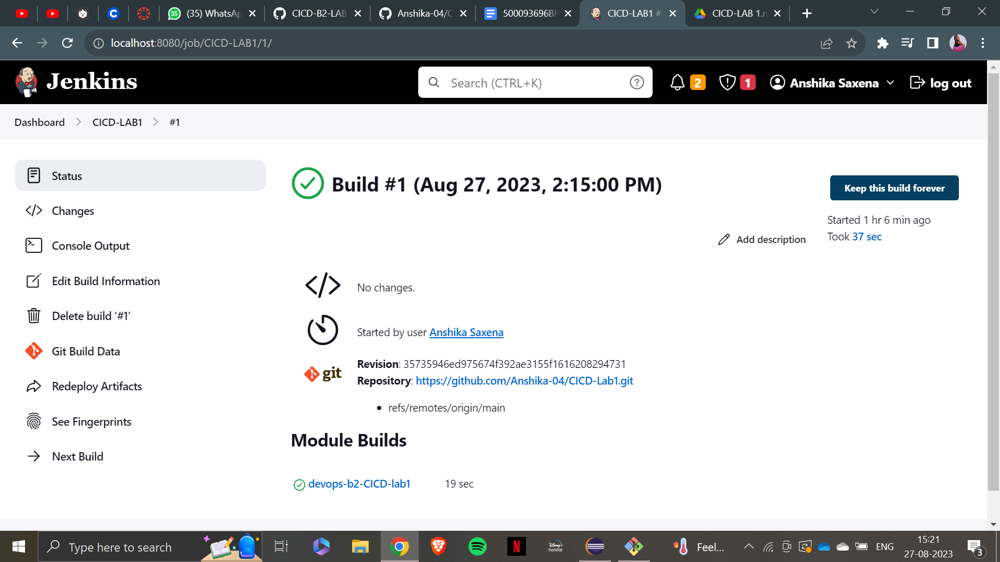 35
(35) WhatsAp
CICD-B2-LAB
Anshika-04/C
500093696BR
CICD-LAB1 #
CICD-LAB 1.m
localhost:8080/job/CICD-LAB1/1/
Jenkins
Search (CTRL+K)
2
1
Anshika Saxena
log out
Dashboard
CICD-LAB1
#1
Status
Changes
Console Output
Edit Build Information
Delete build ‘#1’
Git Build Data
Redeploy Artifacts
See Fingerprints
Next Build
Build #1 (Aug 27, 2023, 2:15:00 PM)
Keep this build forever
Started 1 hr 6 min ago
Took 37 sec
Add description
No changes.
Started by user Anshika Saxena
git
Revision: 35735946ed975674f392ae3155f1616208294731
Repository: https://github.com/Anshika-04/CICD-Lab1.git
refs/remotes/origin/main
Module Builds
devops-b2-CICD-lab1
19 sec
Type here to search
N
Disney+
hotstar
Feel...
ENG
15:21
27-08-2023
3